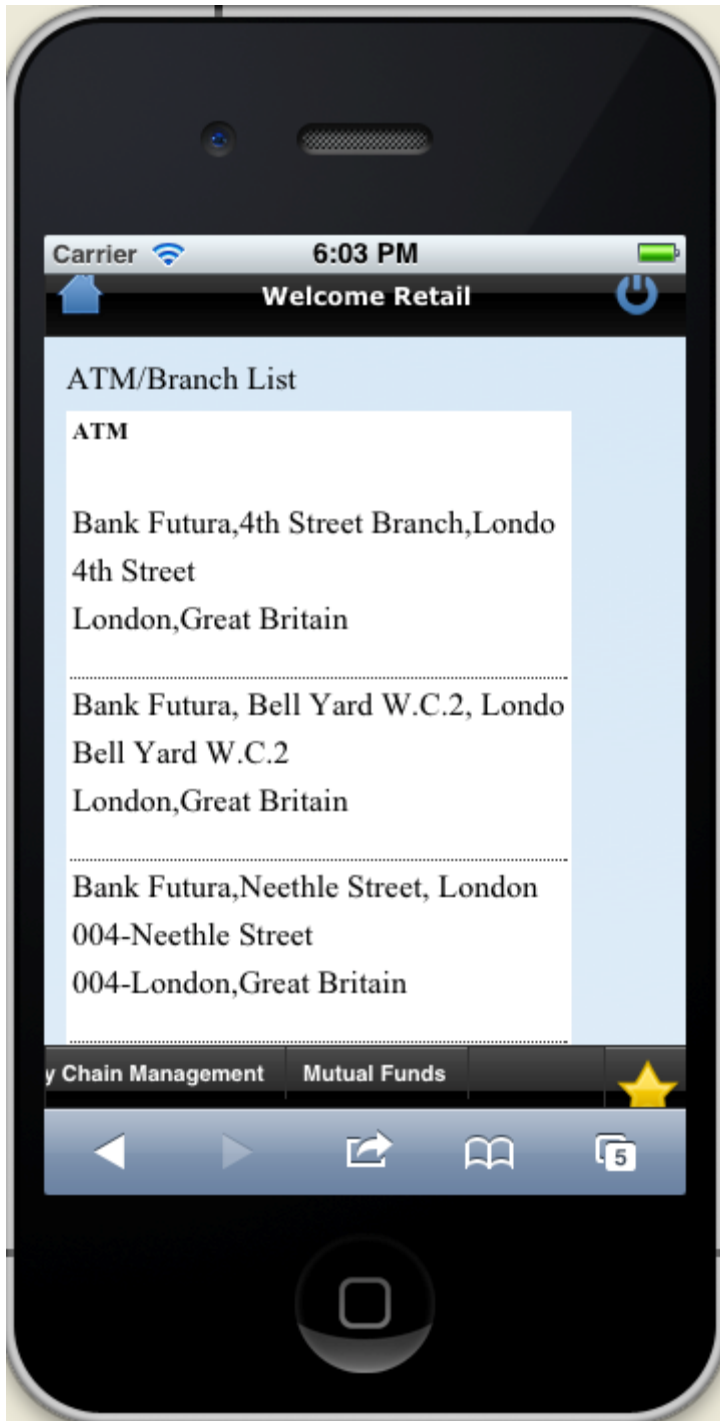 Carrier
6:03 PM
Welcome Retail
ATM/Branch List
ATM
Bank Futura,4th Street Branch,Londo
4th Street
London,Great Britain
Bank Futura, Bell Yard W.C.2, Londo
Bell Yard W.C.2
London,Great Britain
Bank Futura,Neethle Street, London
004-Neethle Street
004-London,Great Britain
y Chain Management
Mutual Funds
5